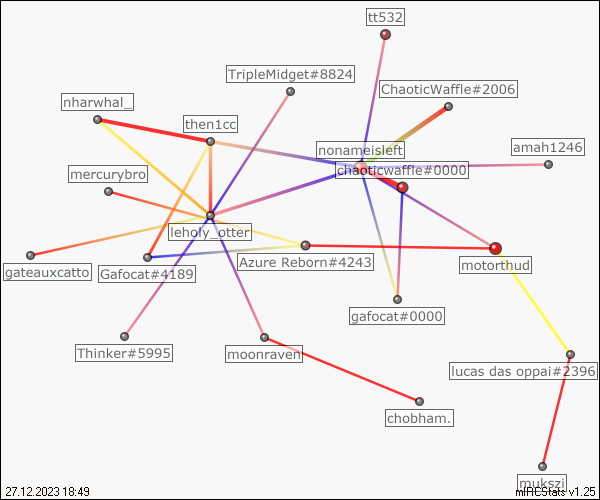 tt532
TripleMidget#8824
ChaoticWaffle#2006
nharwhal_
then1cc
nonameisleft
amah1246
chaoticwaffle#0000
mercurybro
leholy_otter
gateauxcatto
Gafocat#4189
Azure Reborn#4243
motorthud
gafocat#0000
Thinker#5995
moonraven
lucas das oppai#2396
chobham.
mukszi
27.12.2023 18:49
mIRCStats v1.25